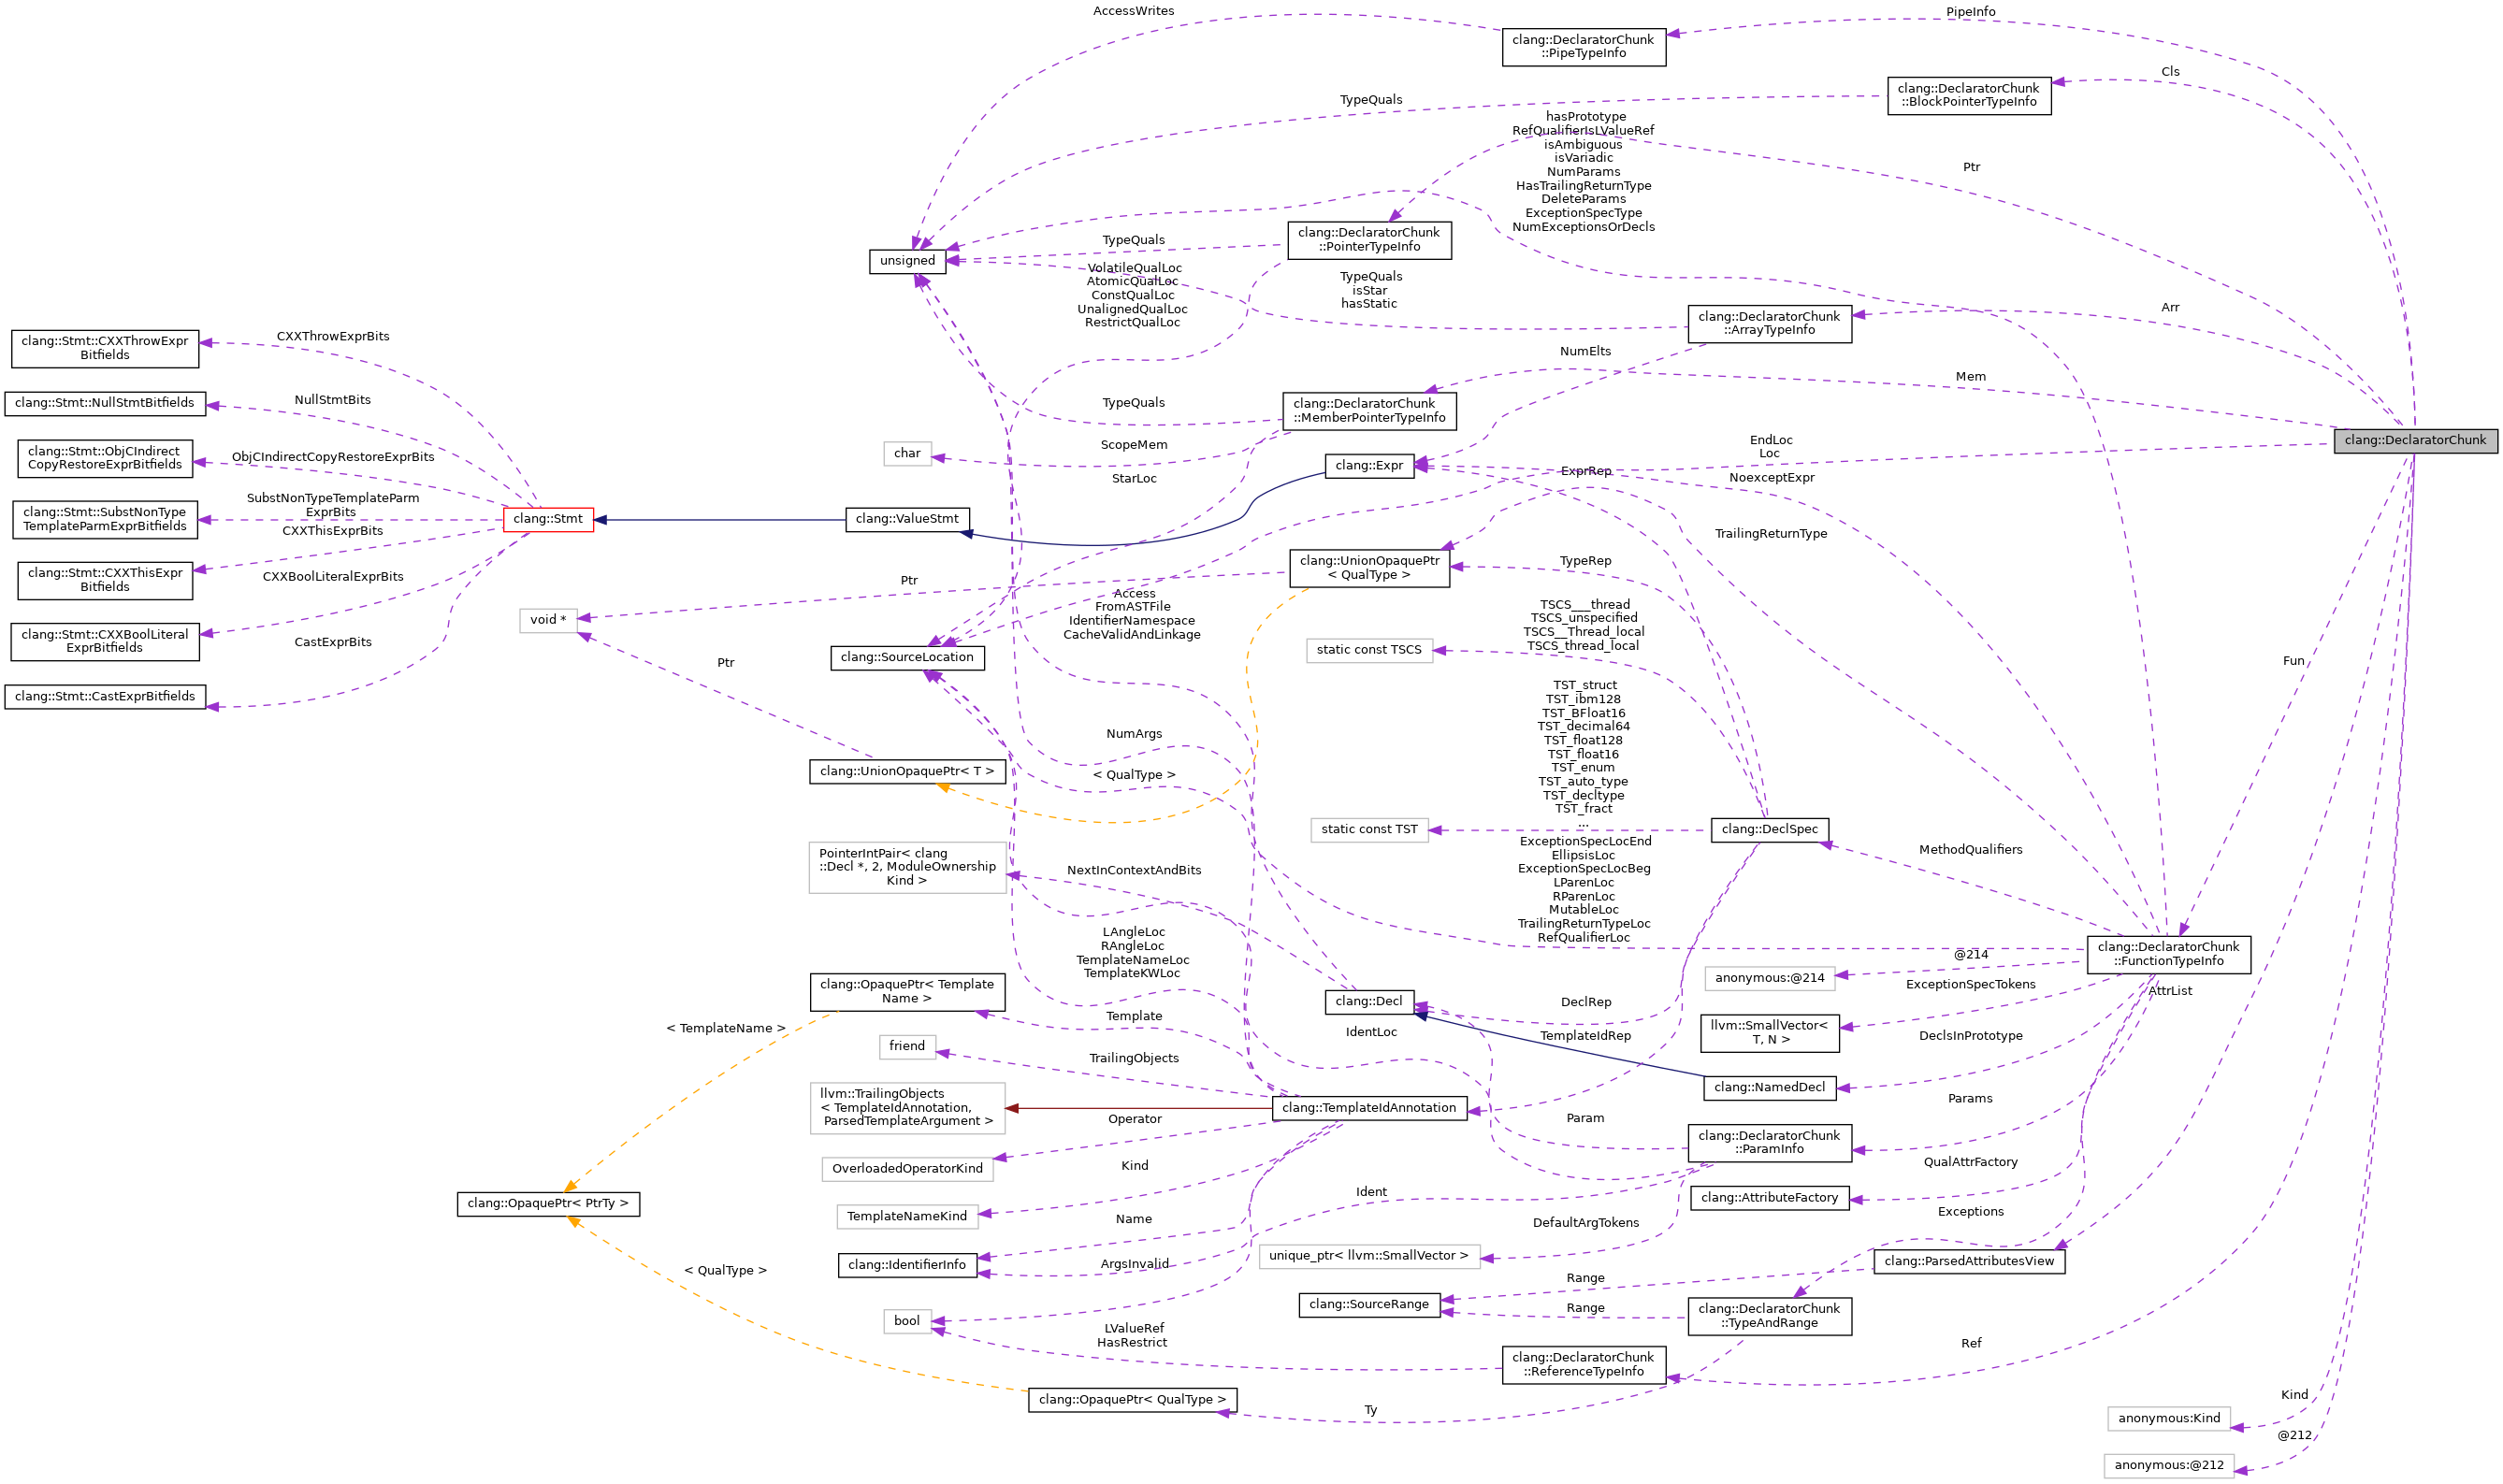 AccessWrites
PipeInfo
clang::DeclaratorChunk
::PipeTypeInfo
Cls
clang::DeclaratorChunk
::BlockPointerTypeInfo
TypeQuals
hasPrototype
RefQualifierIsLValueRef
isAmbiguous
isVariadic
NumParams
HasTrailingReturnType
DeleteParams
ExceptionSpecType
NumExceptionsOrDecls
Ptr
clang::DeclaratorChunk
::PointerTypeInfo
TypeQuals
unsigned
VolatileQualLoc
AtomicQualLoc
ConstQualLoc
UnalignedQualLoc
RestrictQualLoc
TypeQuals
isStar
hasStatic
clang::DeclaratorChunk
::ArrayTypeInfo
Arr
clang::Stmt::CXXThrowExpr
Bitfields
CXXThrowExprBits
NumElts
Mem
clang::Stmt::NullStmtBitfields
NullStmtBits
TypeQuals
clang::DeclaratorChunk
::MemberPointerTypeInfo
clang::DeclaratorChunk
clang::Stmt::ObjCIndirect
CopyRestoreExprBitfields
ObjCIndirectCopyRestoreExprBits
char
ScopeMem
EndLoc
Loc
clang::Expr
ExprRep
NoexceptExpr
StarLoc
clang::Stmt::SubstNonType
TemplateParmExprBitfields
SubstNonTypeTemplateParm
ExprBits
clang::Stmt
clang::ValueStmt
CXXThisExprBits
TrailingReturnType
clang::Stmt::CXXThisExpr
Bitfields
CXXBoolLiteralExprBits
Ptr
clang::UnionOpaquePtr
< QualType >
TypeRep
Access
FromASTFile
IdentifierNamespace
CacheValidAndLinkage
TSCS___thread
TSCS_unspecified
TSCS__Thread_local
TSCS_thread_local
void *
clang::Stmt::CXXBoolLiteral
ExprBitfields
CastExprBits
static const TSCS
clang::SourceLocation
Ptr
Fun
clang::Stmt::CastExprBitfields
TST_struct
TST_ibm128
TST_BFloat16
TST_decimal64
TST_float128
TST_float16
TST_enum
TST_auto_type
TST_decltype
TST_fract
...
NumArgs
clang::UnionOpaquePtr< T >
< QualType >
static const TST
clang::DeclSpec
PointerIntPair< clang
::Decl *, 2, ModuleOwnership
Kind >
NextInContextAndBits
MethodQualifiers
ExceptionSpecLocEnd
EllipsisLoc
ExceptionSpecLocBeg
LParenLoc
RParenLoc
MutableLoc
TrailingReturnTypeLoc
RefQualifierLoc
LAngleLoc
RAngleLoc
TemplateNameLoc
TemplateKWLoc
clang::DeclaratorChunk
::FunctionTypeInfo
@214
anonymous:@214
ExceptionSpecTokens
AttrList
clang::OpaquePtr< Template
Name >
clang::Decl
DeclRep
Template
< TemplateName >
IdentLoc
TemplateIdRep
llvm::SmallVector<
T, N >
DeclsInPrototype
friend
TrailingObjects
clang::NamedDecl
llvm::TrailingObjects
< TemplateIdAnnotation,
ParsedTemplateArgument >
clang::TemplateIdAnnotation
Params
Operator
Param
clang::DeclaratorChunk
::ParamInfo
OverloadedOperatorKind
Kind
QualAttrFactory
clang::OpaquePtr< PtrTy >
Ident
clang::AttributeFactory
TemplateNameKind
Name
DefaultArgTokens
Exceptions
clang::IdentifierInfo
ArgsInvalid
unique_ptr< llvm::SmallVector >
clang::ParsedAttributesView
< QualType >
Range
clang::SourceRange
Range
clang::DeclaratorChunk
::TypeAndRange
bool
LValueRef
HasRestrict
Ref
clang::DeclaratorChunk
::ReferenceTypeInfo
clang::OpaquePtr< QualType >
Ty
Kind
anonymous:Kind
@212
anonymous:@212